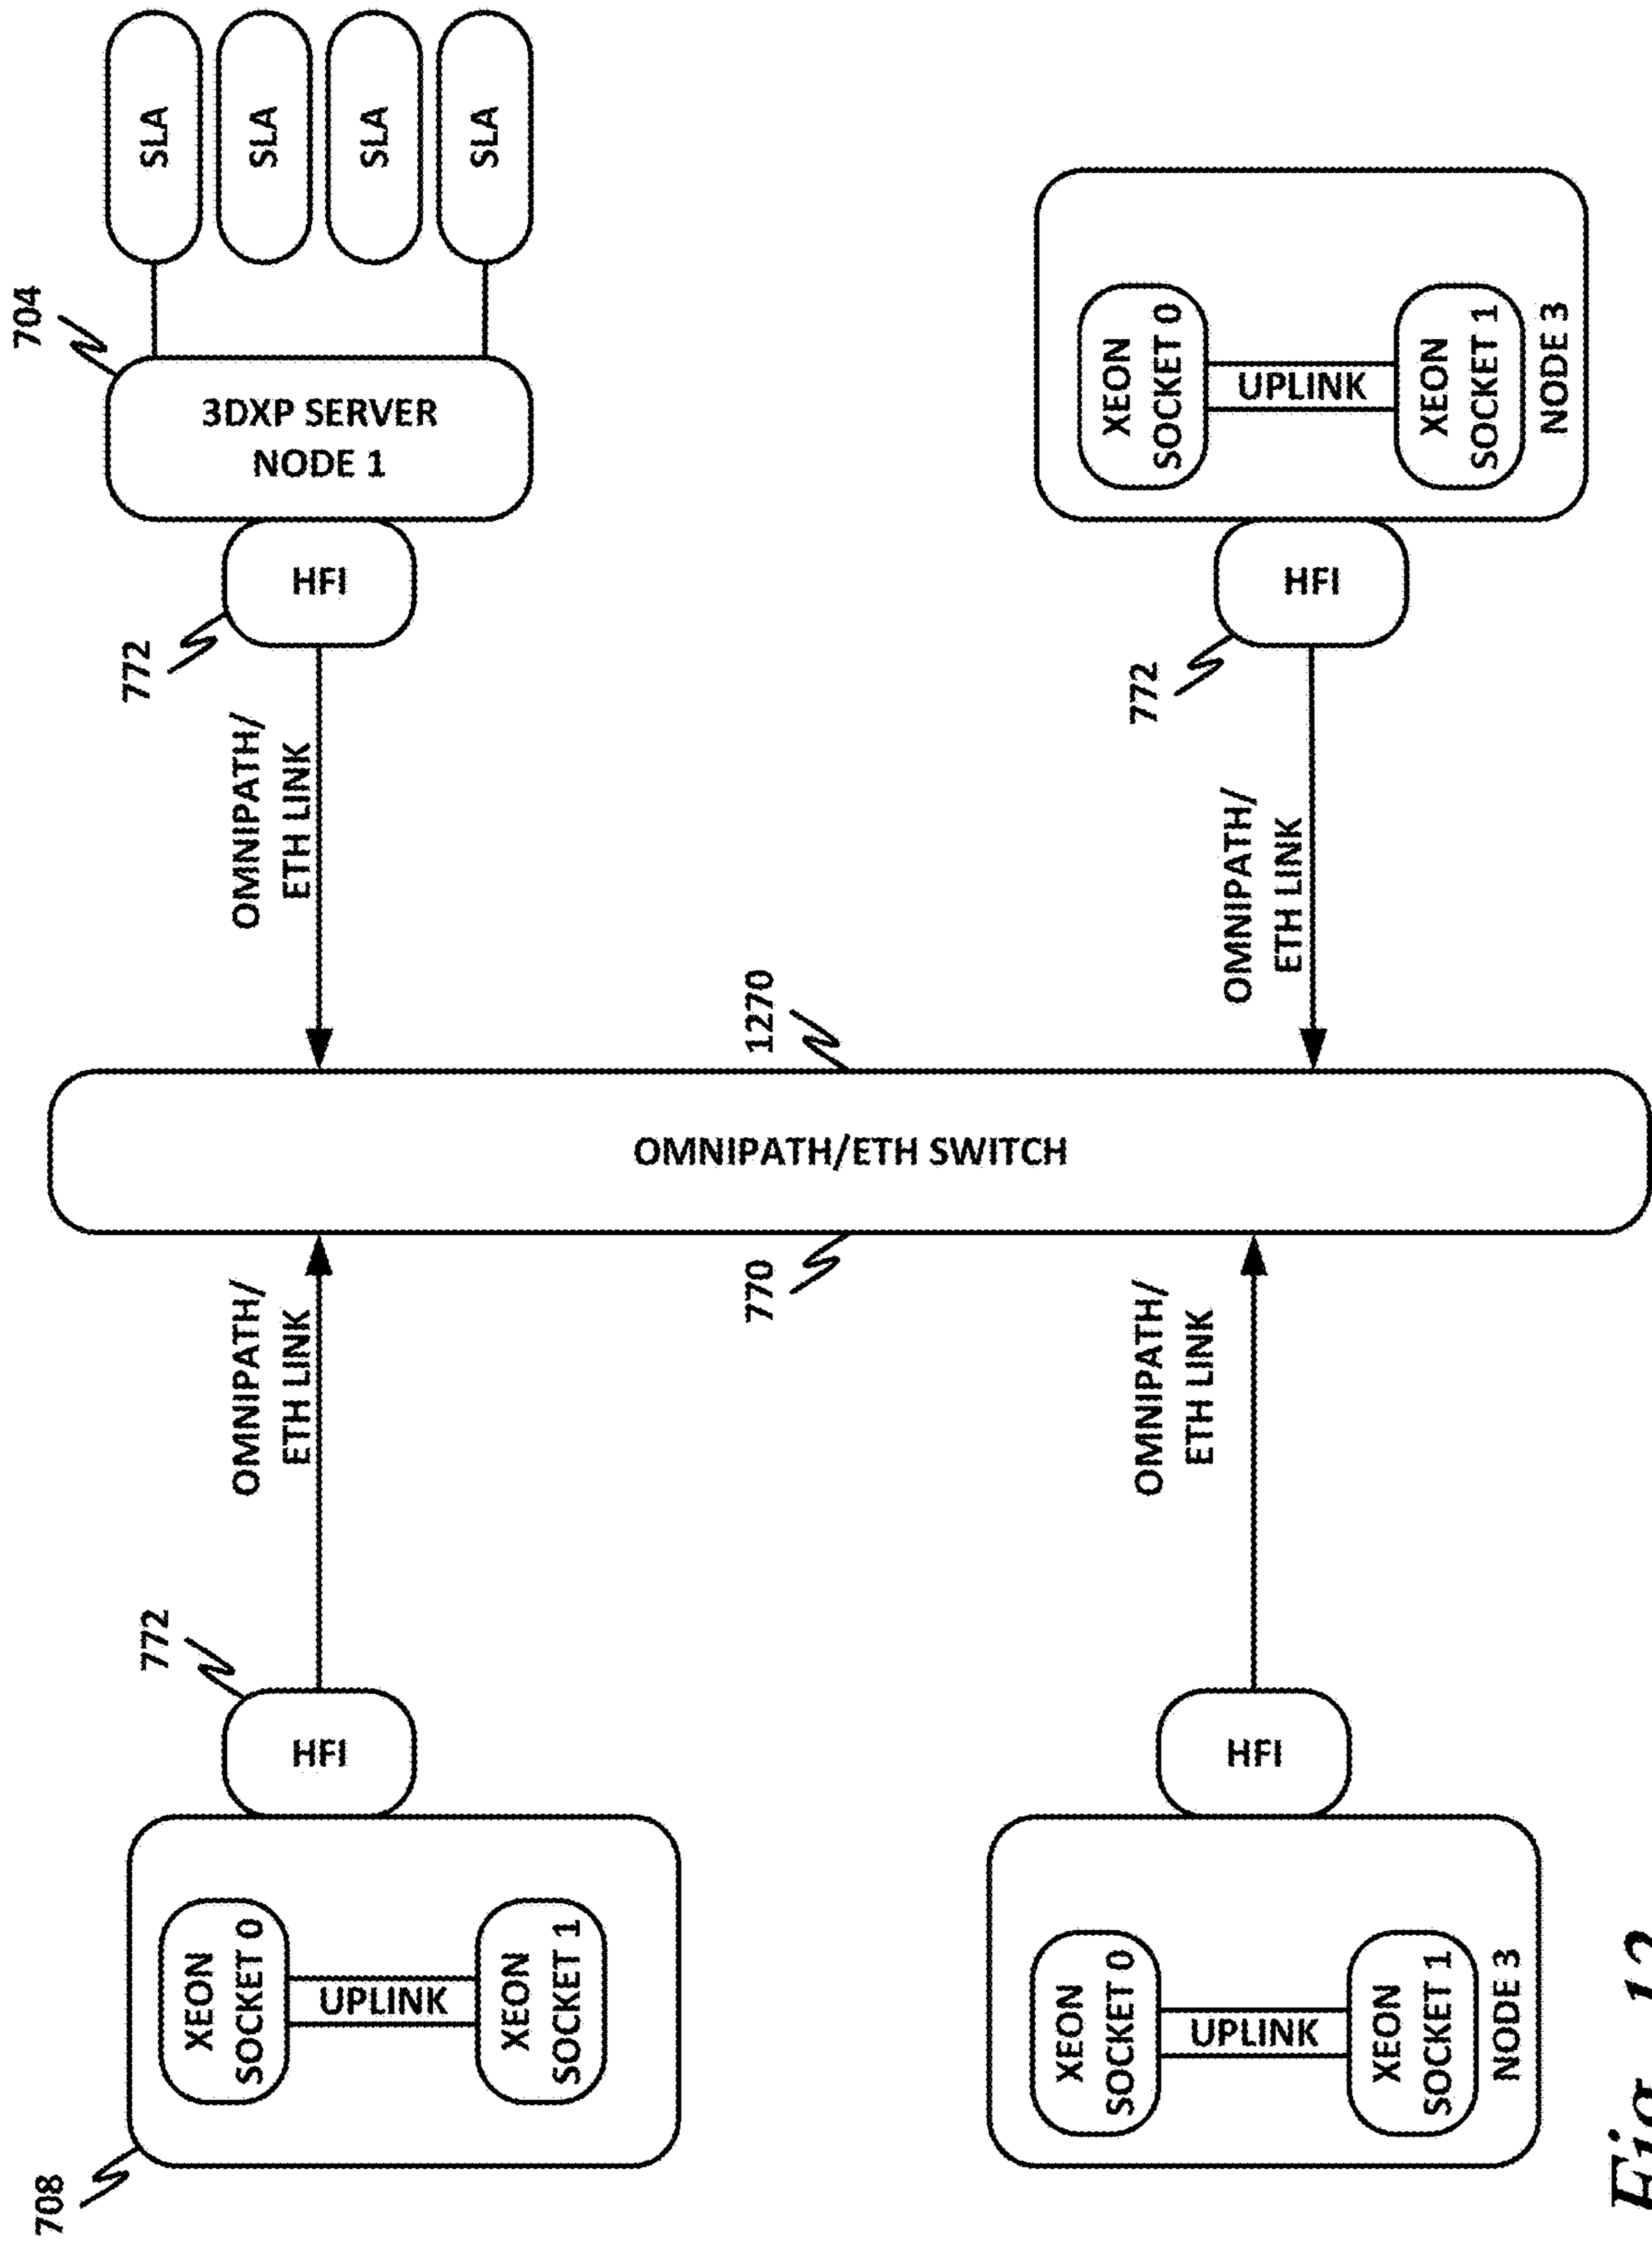 SLA
SLA
SLA
SLA
704
3DXP SERVER
NODE 1
HFI
772
OMNIPATH/
ETH LINK
XEON
SOCKET 0
UPLINK
XEON
SOCKET 1
NODE 3
HFI
772
OMNIPATH/
ETH LINK
1270
OMNIPATH/ETH SWITCH
770
OMNIPATH/
ETH LINK
772
HFI
XEON
SOCKET 0
UPLINK
XEON
SOCKET 1
708
OMNIPATH/
ETH LINK
HFI
XEON
SOCKET 0
UPLINK
XEON
SOCKET 1
NODE 3
Fig. 12